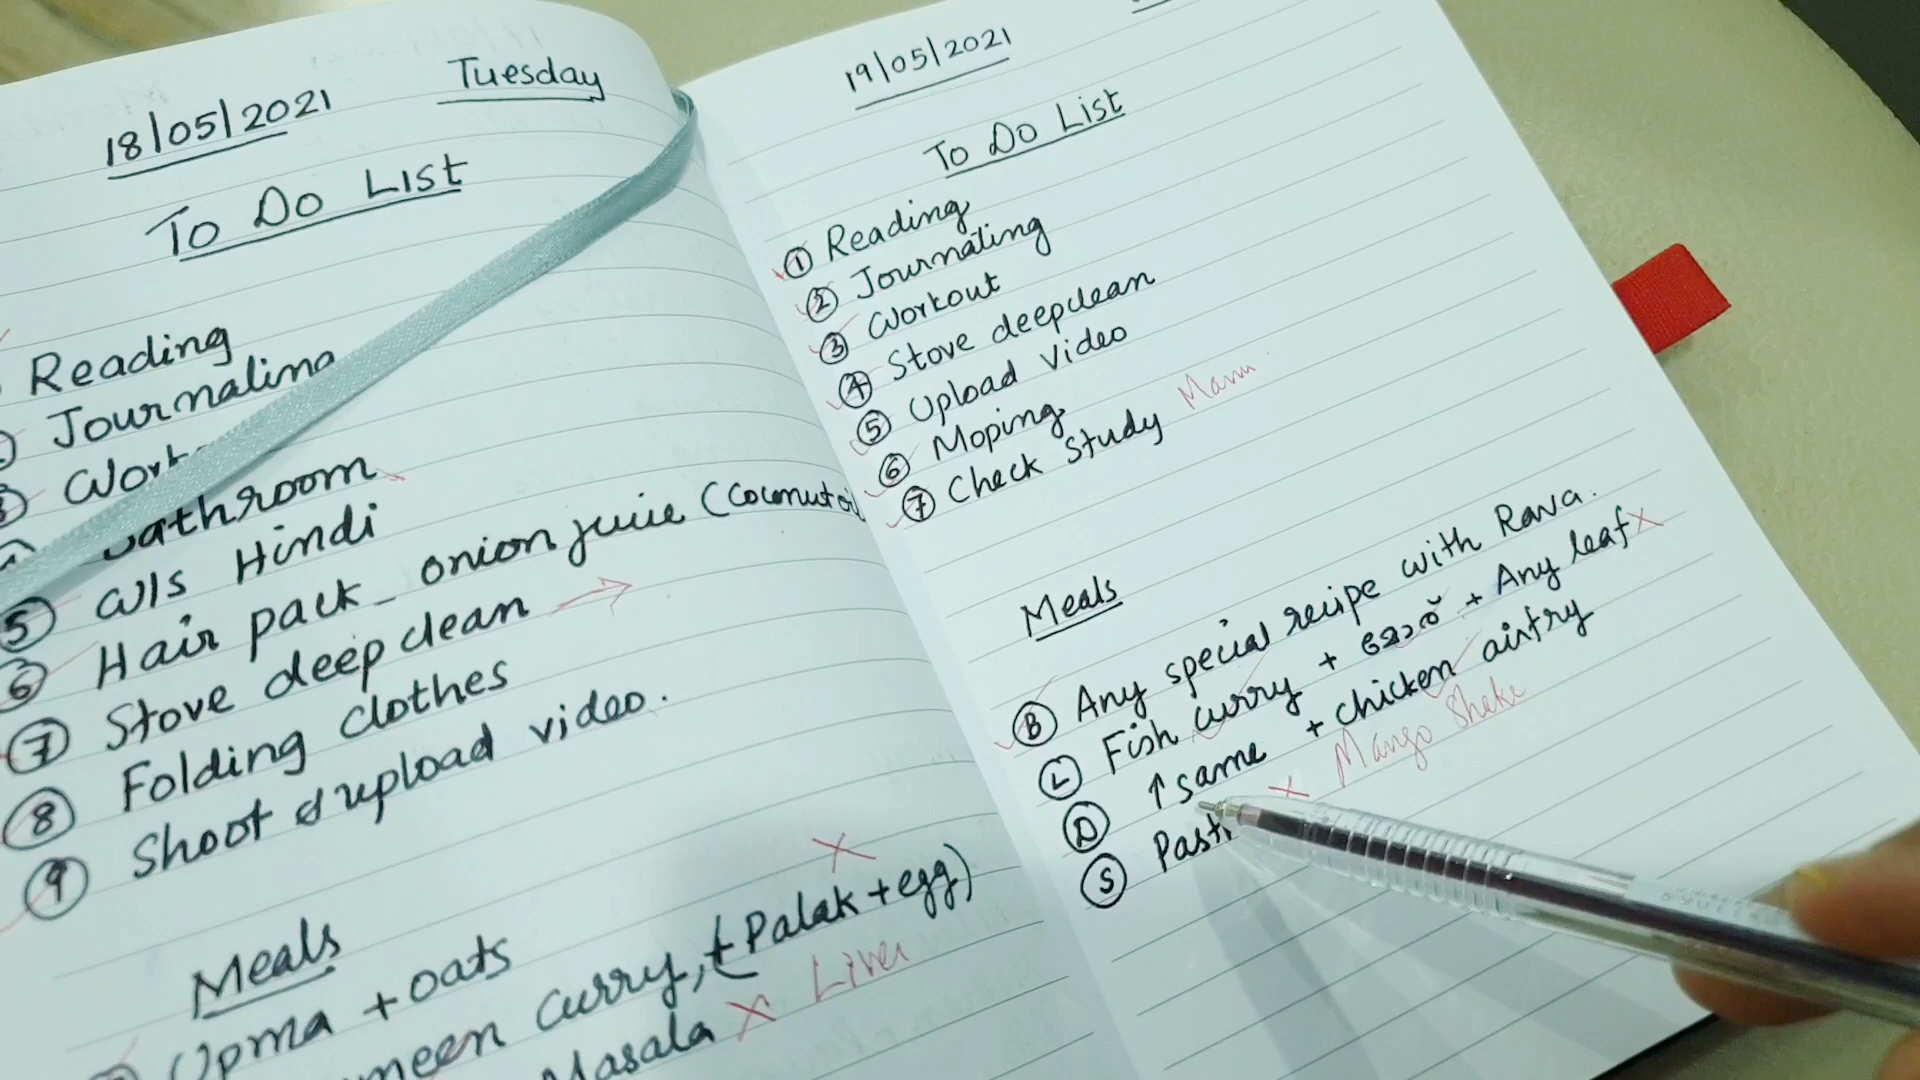 18/05/2021 Tuesday
To Do List
Reading
Journaling
Bathroom
⑤ W/s Hindi
⑥ Hair pack - onion juice (Coconut oil
⑦ Stove deep clean →
⑧ Folding clothes
⑨ Shoot & upload video.
Meals
Upma + oats
meen curry, + (Palak + egg) X
Masala X Liver
19/05/2021
To Do List
① Reading
② Journaling
③ Workout
④ Stove deepclean
⑤ Upload Video
⑥ Moping
⑦ Check Study
Meals
Ⓑ Any special recipe with Rava.
Ⓛ Fish curry + + Any leaf X
Ⓓ ↑ same + chicken airfry
Ⓢ X Mango Shake